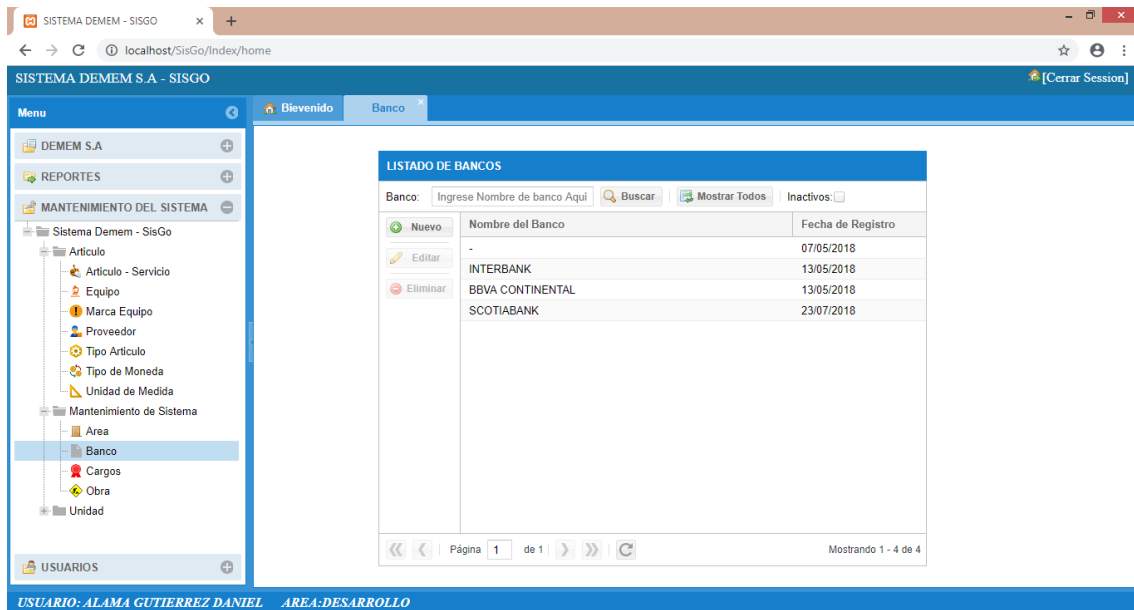 SISTEMA DEMEM - SISGO
localhost/SisGo/Index/home
SISTEMA DEMEM S.A - SISGO
[Cerrar Session]
Menu
Bievenido
Banco
DEMEM S.A
REPORTES
MANTENIMIENTO DEL SISTEMA
Sistema Demem - SisGo
Articulo
Articulo - Servicio
Equipo
Marca Equipo
Proveedor
Tipo Articulo
Tipo de Moneda
Unidad de Medida
Mantenimiento de Sistema
Area
Banco
Cargos
Obra
Unidad
USUARIOS
LISTADO DE BANCOS
Banco: Ingrese Nombre de banco Aqui Buscar Mostrar Todos Inactivos:
Nuevo
Editar
Eliminar
Nombre del Banco Fecha de Registro
- 07/05/2018
INTERBANK 13/05/2018
BBVA CONTINENTAL 13/05/2018
SCOTIABANK 23/07/2018
Página 1 de 1
Mostrando 1 - 4 de 4
USUARIO: ALAMA GUTIERREZ DANIEL AREA:DESARROLLO